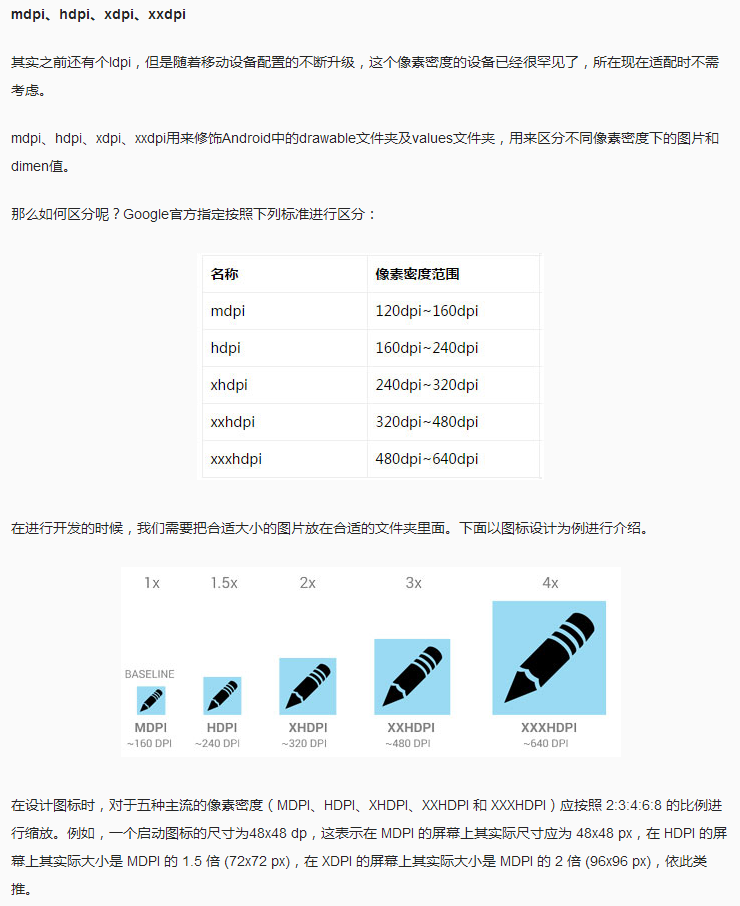 mdpi、hdpi、xdpi、xxdpi
其实之前还有个ldpi，但是随着移动设备配置的不断升级，这个像素密度的设备已经很罕见了，所在现在适配时不需
考虑。
mdpi、hdpi、xdpi、xxdpi用来修饰Android中的drawable文件夹及values文件夹，用来区分不同像素密度下的图片和
dimen值。
那么如何区分呢？Google官方指定按照下列标准进行区分：
名称 像素密度范围
mdpi 120dpi~160dpi
hdpi 160dpi~240dpi
xhdpi 240dpi~320dpi
xxhdpi 320dpi~480dpi
xxxhdpi 480dpi~640dpi
在进行开发的时候，我们需要把合适大小的图片放在合适的文件夹里面。下面以图标设计为例进行介绍。
1x 1.5x 2x 3x 4x
BASELINE
MDPI HDPI XHDPI XXHDPI XXXHDPI
~160 DPI ~240 DPI ~320 DPI ~480 DPI ~640 DPI
在设计图标时，对于五种主流的像素密度（MDPI、HDPI、XHDPI、XXHDPI 和 XXXHDPI）应按照 2:3:4:6:8 的比例进
行缩放。例如，一个启动图标的尺寸为48x48 dp，这表示在 MDPI 的屏幕上其实际尺寸应为 48x48 px，在 HDPI 的屏
幕上其实际大小是 MDPI 的 1.5 倍 (72x72 px)，在 XDPI 的屏幕上其实际大小是 MDPI 的 2 倍 (96x96 px)，依此类
推。